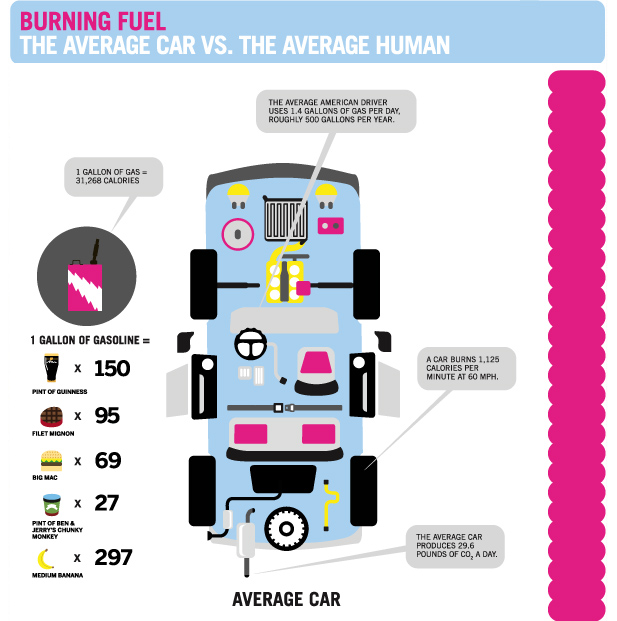 BURNING FUEL
THE AVERAGE CAR VS. THE AVERAGE HUMAN
THE AVERAGE AMERICAN DRIVER
USES 1.4 GALLONS OF GAS PER DAY,
ROUGHLY 500 GALLONS PER YEAR.
1 GALLON OF GAS =
31,268 CALORIES
1 GALLON OF GASOLINE =
X 150
PINT OF GUINNESS
X 95
FILET MIGNON
X 69
BIG MAC
X 27
PINT OF BEN &
JERRY'S CHUNKY
MONKEY
X 297
MEDIUM BANANA
A CAR BURNS 1,125
CALORIES PER
MINUTE AT 60 MPH.
THE AVERAGE CAR
PRODUCES 29.6
POUNDS OF CO₂ A DAY.
AVERAGE CAR